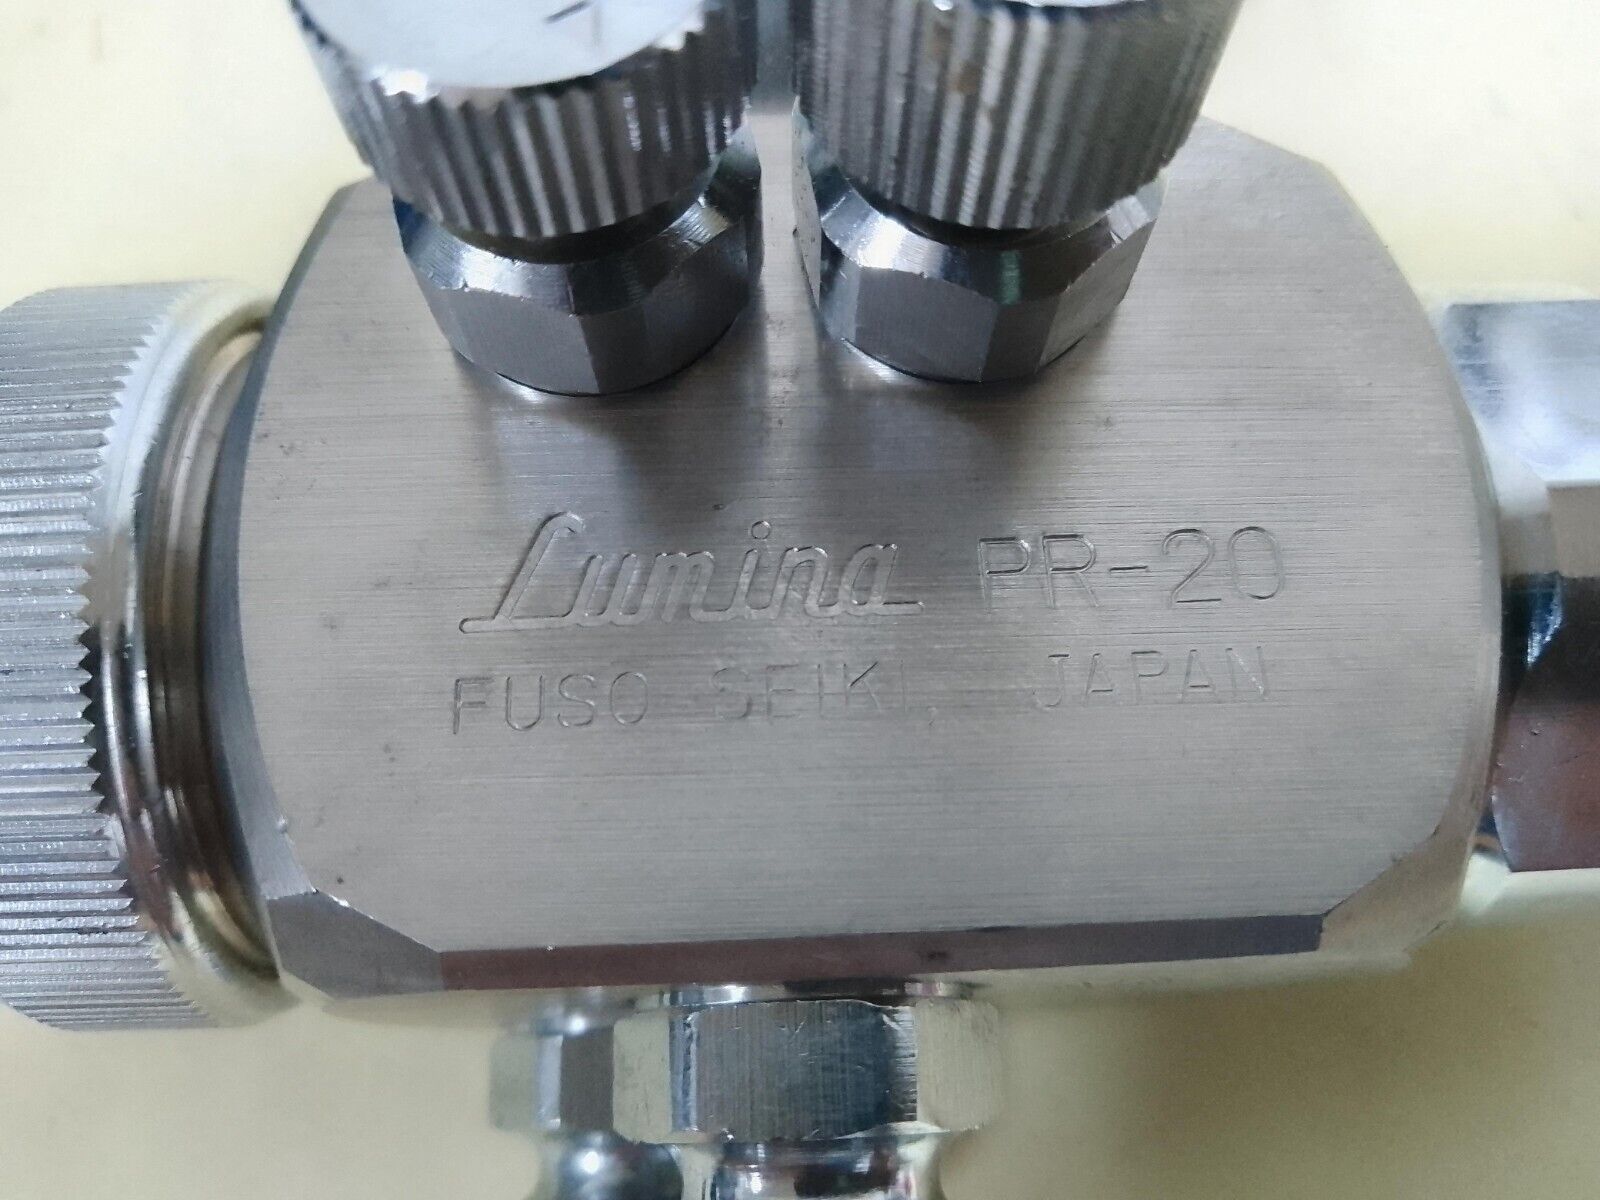 Lumina PR-20
FUSO SEIKI, JAPAN